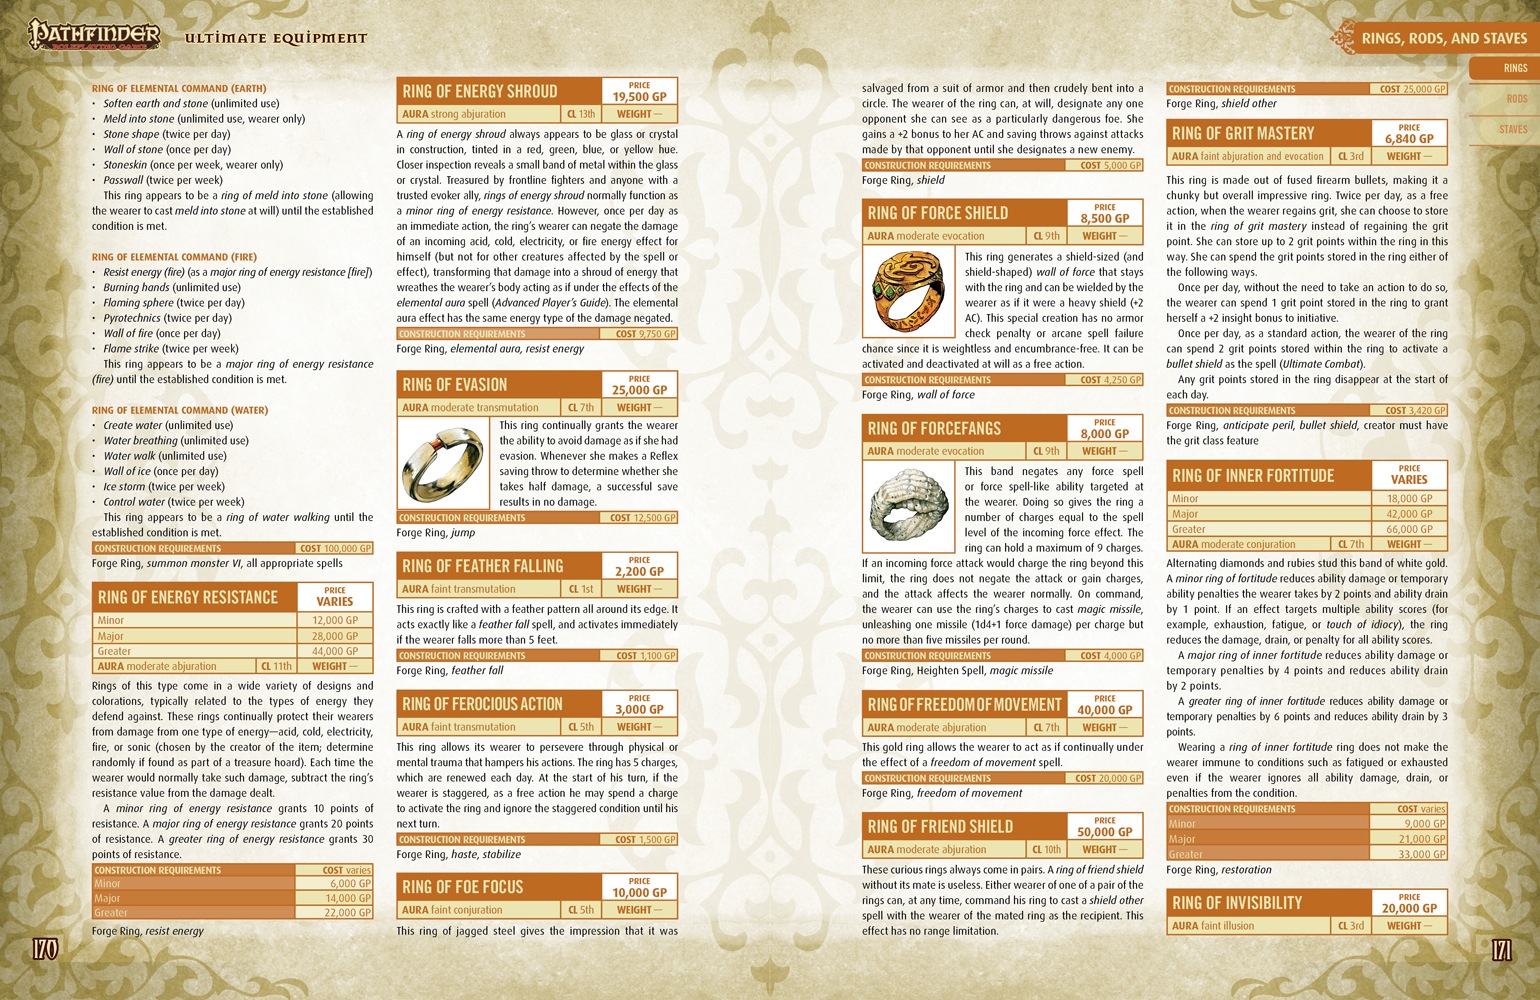 PATHFINDER
ROLEPLAYING GAME
ULTIMATE EQUIPMENT
RING OF ELEMENTAL COMMAND (EARTH)
• Soften earth and stone (unlimited use)
• Meld into stone (unlimited use, wearer only)
• Stone shape (twice per day)
• Wall of stone (once per day)
• Stoneskin (once per week, wearer only)
• Passwall (twice per week)
This ring appears to be a ring of meld into stone (allowing
the wearer to cast meld into stone at will) until the established
condition is met.
RING OF ELEMENTAL COMMAND (FIRE)
• Resist energy (fire) (as a major ring of energy resistance [fire])
• Burning hands (unlimited use)
• Flaming sphere (twice per day)
• Pyrotechnics (twice per day)
• Wall of fire (once per day)
• Flame strike (twice per week)
This ring appears to be a major ring of energy resistance
(fire) until the established condition is met.
RING OF ELEMENTAL COMMAND (WATER)
• Create water (unlimited use)
• Water breathing (unlimited use)
• Water walk (unlimited use)
• Wall of ice (once per day)
• Ice storm (twice per week)
• Control water (twice per week)
This ring appears to be a ring of water walking until the
established condition is met.
CONSTRUCTION REQUIREMENTS COST 100,000 GP
Forge Ring, summon monster VI, all appropriate spells
RING OF ENERGY RESISTANCE PRICE VARIES
Minor 12,000 GP
Major 28,000 GP
Greater 44,000 GP
AURA moderate abjuration CL 11th WEIGHT —
Rings of this type come in a wide variety of designs and
colorations, typically related to the types of energy they
defend against. These rings continually protect their wearers
from damage from one type of energy—acid, cold, electricity,
fire, or sonic (chosen by the creator of the item; determine
randomly if found as part of a treasure hoard). Each time the
wearer would normally take such damage, subtract the ring's
resistance value from the damage dealt.
A minor ring of energy resistance grants 10 points of
resistance. A major ring of energy resistance grants 20 points
of resistance. A greater ring of energy resistance grants 30
points of resistance.
CONSTRUCTION REQUIREMENTS COST varies
Minor 6,000 GP
Major 14,000 GP
Greater 22,000 GP
Forge Ring, resist energy
170
RING OF ENERGY SHROUD PRICE 19,500 GP
AURA strong abjuration CL 13th WEIGHT —
A ring of energy shroud always appears to be glass or crystal
in construction, tinted in a red, green, blue, or yellow hue.
Closer inspection reveals a small band of metal within the glass
or crystal. Treasured by frontline fighters and anyone with a
trusted evoker ally, rings of energy shroud normally function as
a minor ring of energy resistance. However, once per day as
an immediate action, the ring's wearer can negate the damage
of an incoming acid, cold, electricity, or fire energy effect for
himself (but not for other creatures affected by the spell or
effect), transforming that damage into a shroud of energy that
wreathes the wearer's body acting as if under the effects of the
elemental aura spell (Advanced Player's Guide). The elemental
aura effect has the same energy type of the damage negated.
CONSTRUCTION REQUIREMENTS COST 9,750 GP
Forge Ring, elemental aura, resist energy
RING OF EVASION PRICE 25,000 GP
AURA moderate transmutation CL 7th WEIGHT —
This ring continually grants the wearer
the ability to avoid damage as if she had
evasion. Whenever she makes a Reflex
saving throw to determine whether she
takes half damage, a successful save
results in no damage.
CONSTRUCTION REQUIREMENTS COST 12,500 GP
Forge Ring, jump
RING OF FEATHER FALLING PRICE 2,200 GP
AURA faint transmutation CL 1st WEIGHT —
This ring is crafted with a feather pattern all around its edge. It
acts exactly like a feather fall spell, and activates immediately
if the wearer falls more than 5 feet.
CONSTRUCTION REQUIREMENTS COST 1,100 GP
Forge Ring, feather fall
RING OF FEROCIOUS ACTION PRICE 3,000 GP
AURA faint transmutation CL 5th WEIGHT —
This ring allows its wearer to persevere through physical or
mental trauma that hampers his actions. The ring has 5 charges,
which are renewed each day. At the start of his turn, if the
wearer is staggered, as a free action he may spend a charge
to activate the ring and ignore the staggered condition until his
next turn.
CONSTRUCTION REQUIREMENTS COST 1,500 GP
Forge Ring, haste, stabilize
RING OF FOE FOCUS PRICE 10,000 GP
AURA faint conjuration CL 5th WEIGHT —
This ring of jagged steel gives the impression that it was
RINGS, RODS, AND STAVES
RINGS
RODS
STAVES
salvaged from a suit of armor and then crudely bent into a
circle. The wearer of the ring can, at will, designate any one
opponent she can see as a particularly dangerous foe. She
gains a +2 bonus to her AC and saving throws against attacks
made by that opponent until she designates a new enemy.
CONSTRUCTION REQUIREMENTS COST 5,000 GP
Forge Ring, shield
RING OF FORCE SHIELD PRICE 8,500 GP
AURA moderate evocation CL 9th WEIGHT —
This ring generates a shield-sized (and
shield-shaped) wall of force that stays
with the ring and can be wielded by the
wearer as if it were a heavy shield (+2
AC). This special creation has no armor
check penalty or arcane spell failure
chance since it is weightless and encumbrance-free. It can be
activated and deactivated at will as a free action.
CONSTRUCTION REQUIREMENTS COST 4,250 GP
Forge Ring, wall of force
RING OF FORCEFANGS PRICE 8,000 GP
AURA moderate evocation CL 9th WEIGHT —
This band negates any force spell
or force spell-like ability targeted at
the wearer. Doing so gives the ring a
number of charges equal to the spell
level of the incoming force effect. The
ring can hold a maximum of 9 charges.
If an incoming force attack would charge the ring beyond this
limit, the ring does not negate the attack or gain charges,
and the attack affects the wearer normally. On command,
the wearer can use the ring's charges to cast magic missile,
unleashing one missile (1d4+1 force damage) per charge but
no more than five missiles per round.
CONSTRUCTION REQUIREMENTS COST 4,000 GP
Forge Ring, Heighten Spell, magic missile
RING OF FREEDOM OF MOVEMENT PRICE 40,000 GP
AURA moderate abjuration CL 7th WEIGHT —
This gold ring allows the wearer to act as if continually under
the effect of a freedom of movement spell.
CONSTRUCTION REQUIREMENTS COST 20,000 GP
Forge Ring, freedom of movement
RING OF FRIEND SHIELD PRICE 50,000 GP
AURA moderate abjuration CL 10th WEIGHT —
These curious rings always come in pairs. A ring of friend shield
without its mate is useless. Either wearer of one of a pair of the
rings can, at any time, command his ring to cast a shield other
spell with the wearer of the mated ring as the recipient. This
effect has no range limitation.
CONSTRUCTION REQUIREMENTS COST 25,000 GP
Forge Ring, shield other
RING OF GRIT MASTERY PRICE 6,840 GP
AURA faint abjuration and evocation CL 3rd WEIGHT —
This ring is made out of fused firearm bullets, making it a
chunky but overall impressive ring. Twice per day, as a free
action, when the wearer regains grit, she can choose to store
it in the ring of grit mastery instead of regaining the grit
point. She can store up to 2 grit points within the ring in this
way. She can spend the grit points stored in the ring either of
the following ways.
Once per day, without the need to take an action to do so,
the wearer can spend 1 grit point stored in the ring to grant
herself a +2 insight bonus to initiative.
Once per day, as a standard action, the wearer of the ring
can spend 2 grit points stored within the ring to activate a
bullet shield as the spell (Ultimate Combat).
Any grit points stored in the ring disappear at the start of
each day.
CONSTRUCTION REQUIREMENTS COST 3,420 GP
Forge Ring, anticipate peril, bullet shield, creator must have
the grit class feature
RING OF INNER FORTITUDE PRICE VARIES
Minor 18,000 GP
Major 42,000 GP
Greater 66,000 GP
AURA moderate conjuration CL 7th WEIGHT —
Alternating diamonds and rubies stud this band of white gold.
A minor ring of fortitude reduces ability damage or temporary
ability penalties the wearer takes by 2 points and ability drain
by 1 point. If an effect targets multiple ability scores (for
example, exhaustion, fatigue, or touch of idiocy), the ring
reduces the damage, drain, or penalty for all ability scores.
A major ring of inner fortitude reduces ability damage or
temporary penalties by 4 points and reduces ability drain
by 2 points.
A greater ring of inner fortitude reduces ability damage or
temporary penalties by 6 points and reduces ability drain by 3
points.
Wearing a ring of inner fortitude ring does not make the
wearer immune to conditions such as fatigued or exhausted
even if the wearer ignores all ability damage, drain, or
penalties from the condition.
CONSTRUCTION REQUIREMENTS COST varies
Minor 9,000 GP
Major 21,000 GP
Greater 33,000 GP
Forge Ring, restoration
RING OF INVISIBILITY PRICE 20,000 GP
AURA faint illusion CL 3rd WEIGHT —
171